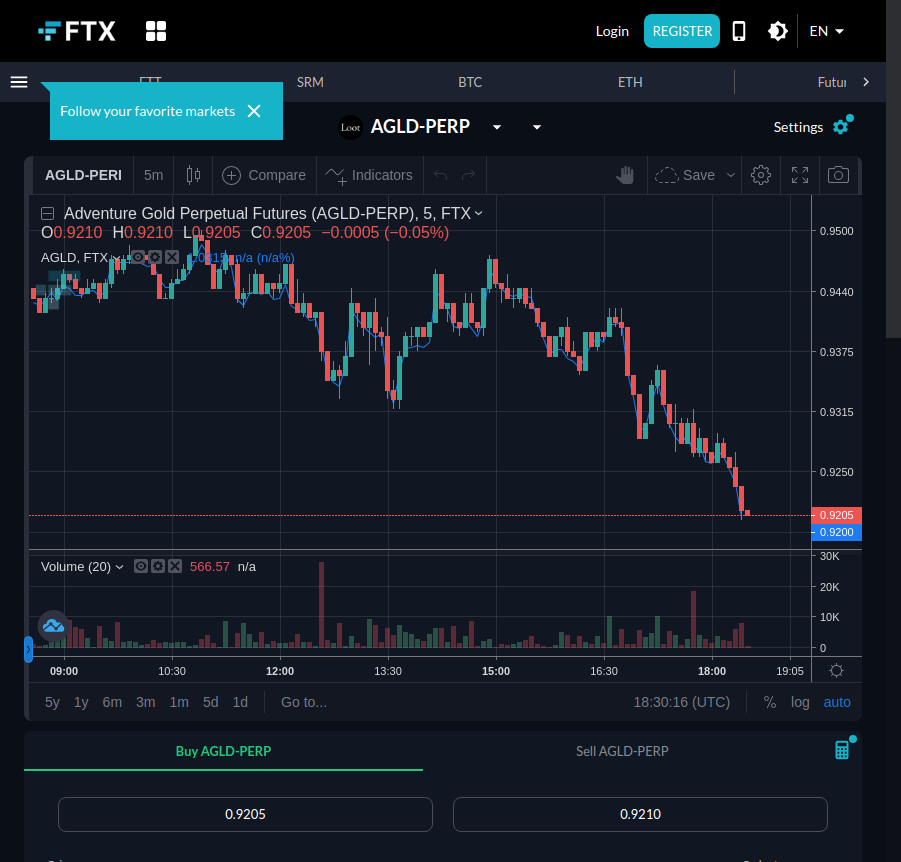 FTX
Login
REGISTER
EN
FTT SRM BTC ETH Futur
Follow your favorite markets
Loot AGLD-PERP
Settings
AGLD-PERI 5m Compare Indicators Save
Adventure Gold Perpetual Futures (AGLD-PERP), 5, FTX
O0.9210 H0.9210 L0.9205 C0.9205 −0.0005 (−0.05%)
AGLD, FTX n/a (n/a%)
0.9500
0.9440
0.9375
0.9315
0.9250
0.9205
0.9200
Volume (20) 566.57 n/a
30K
20K
10K
0
09:00 10:30 12:00 13:30 15:00 16:30 18:00 19:05
5y 1y 6m 3m 1m 5d 1d Go to... 18:30:16 (UTC) % log auto
Buy AGLD-PERP
Sell AGLD-PERP
0.9205
0.9210